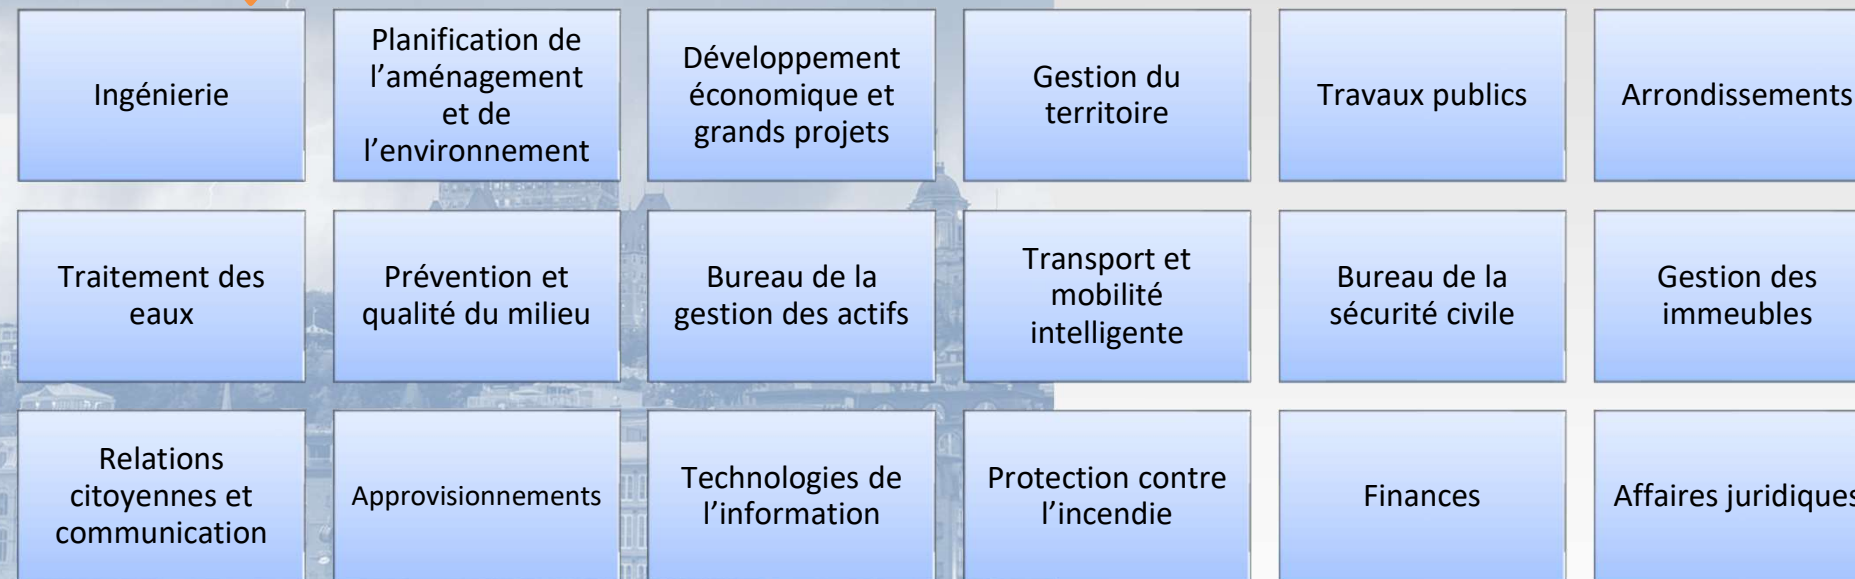 Ingénierie
Planification de
l’aménagement
et de
l’environnement
Développement
économique et
grands projets
Gestion du
territoire
Travaux publics
Arrondissements
Traitement des
eaux
Prévention et
qualité du milieu
Bureau de la
gestion des actifs
Transport et
mobilité
intelligente
Bureau de la
sécurité civile
Gestion des
immeubles
Relations
citoyennes et
communication
Approvisionnements
Technologies de
l’information
Protection contre
l’incendie
Finances
Affaires juridiques